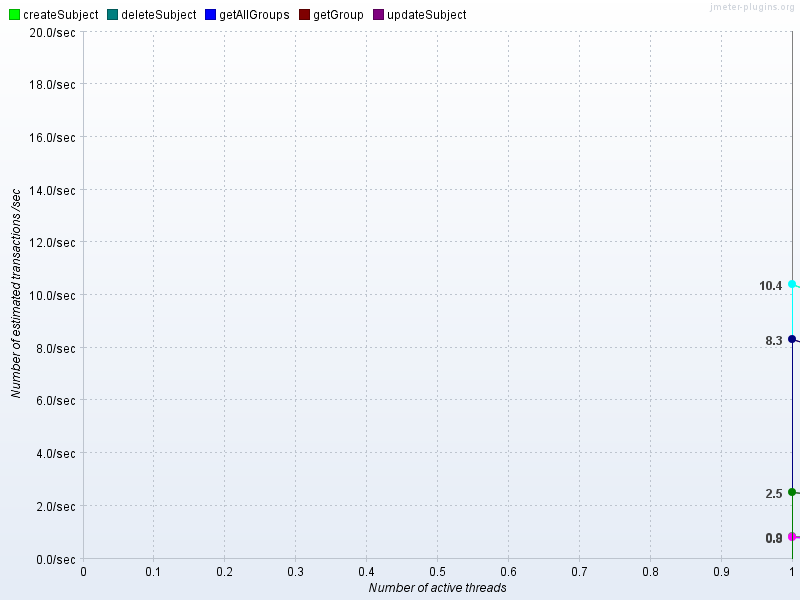 jmeter-plugins.org
createSubject deleteSubject getAllGroups getGroup updateSubject
20.0/sec
18.0/sec
16.0/sec
14.0/sec
12.0/sec
10.0/sec
8.0/sec
6.0/sec
4.0/sec
2.0/sec
0.0/sec
Number of estimated transactions /sec
10.4
8.3
2.5
0 0.1 0.2 0.3 0.4 0.5 0.6 0.7 0.8 0.9 1
Number of active threads